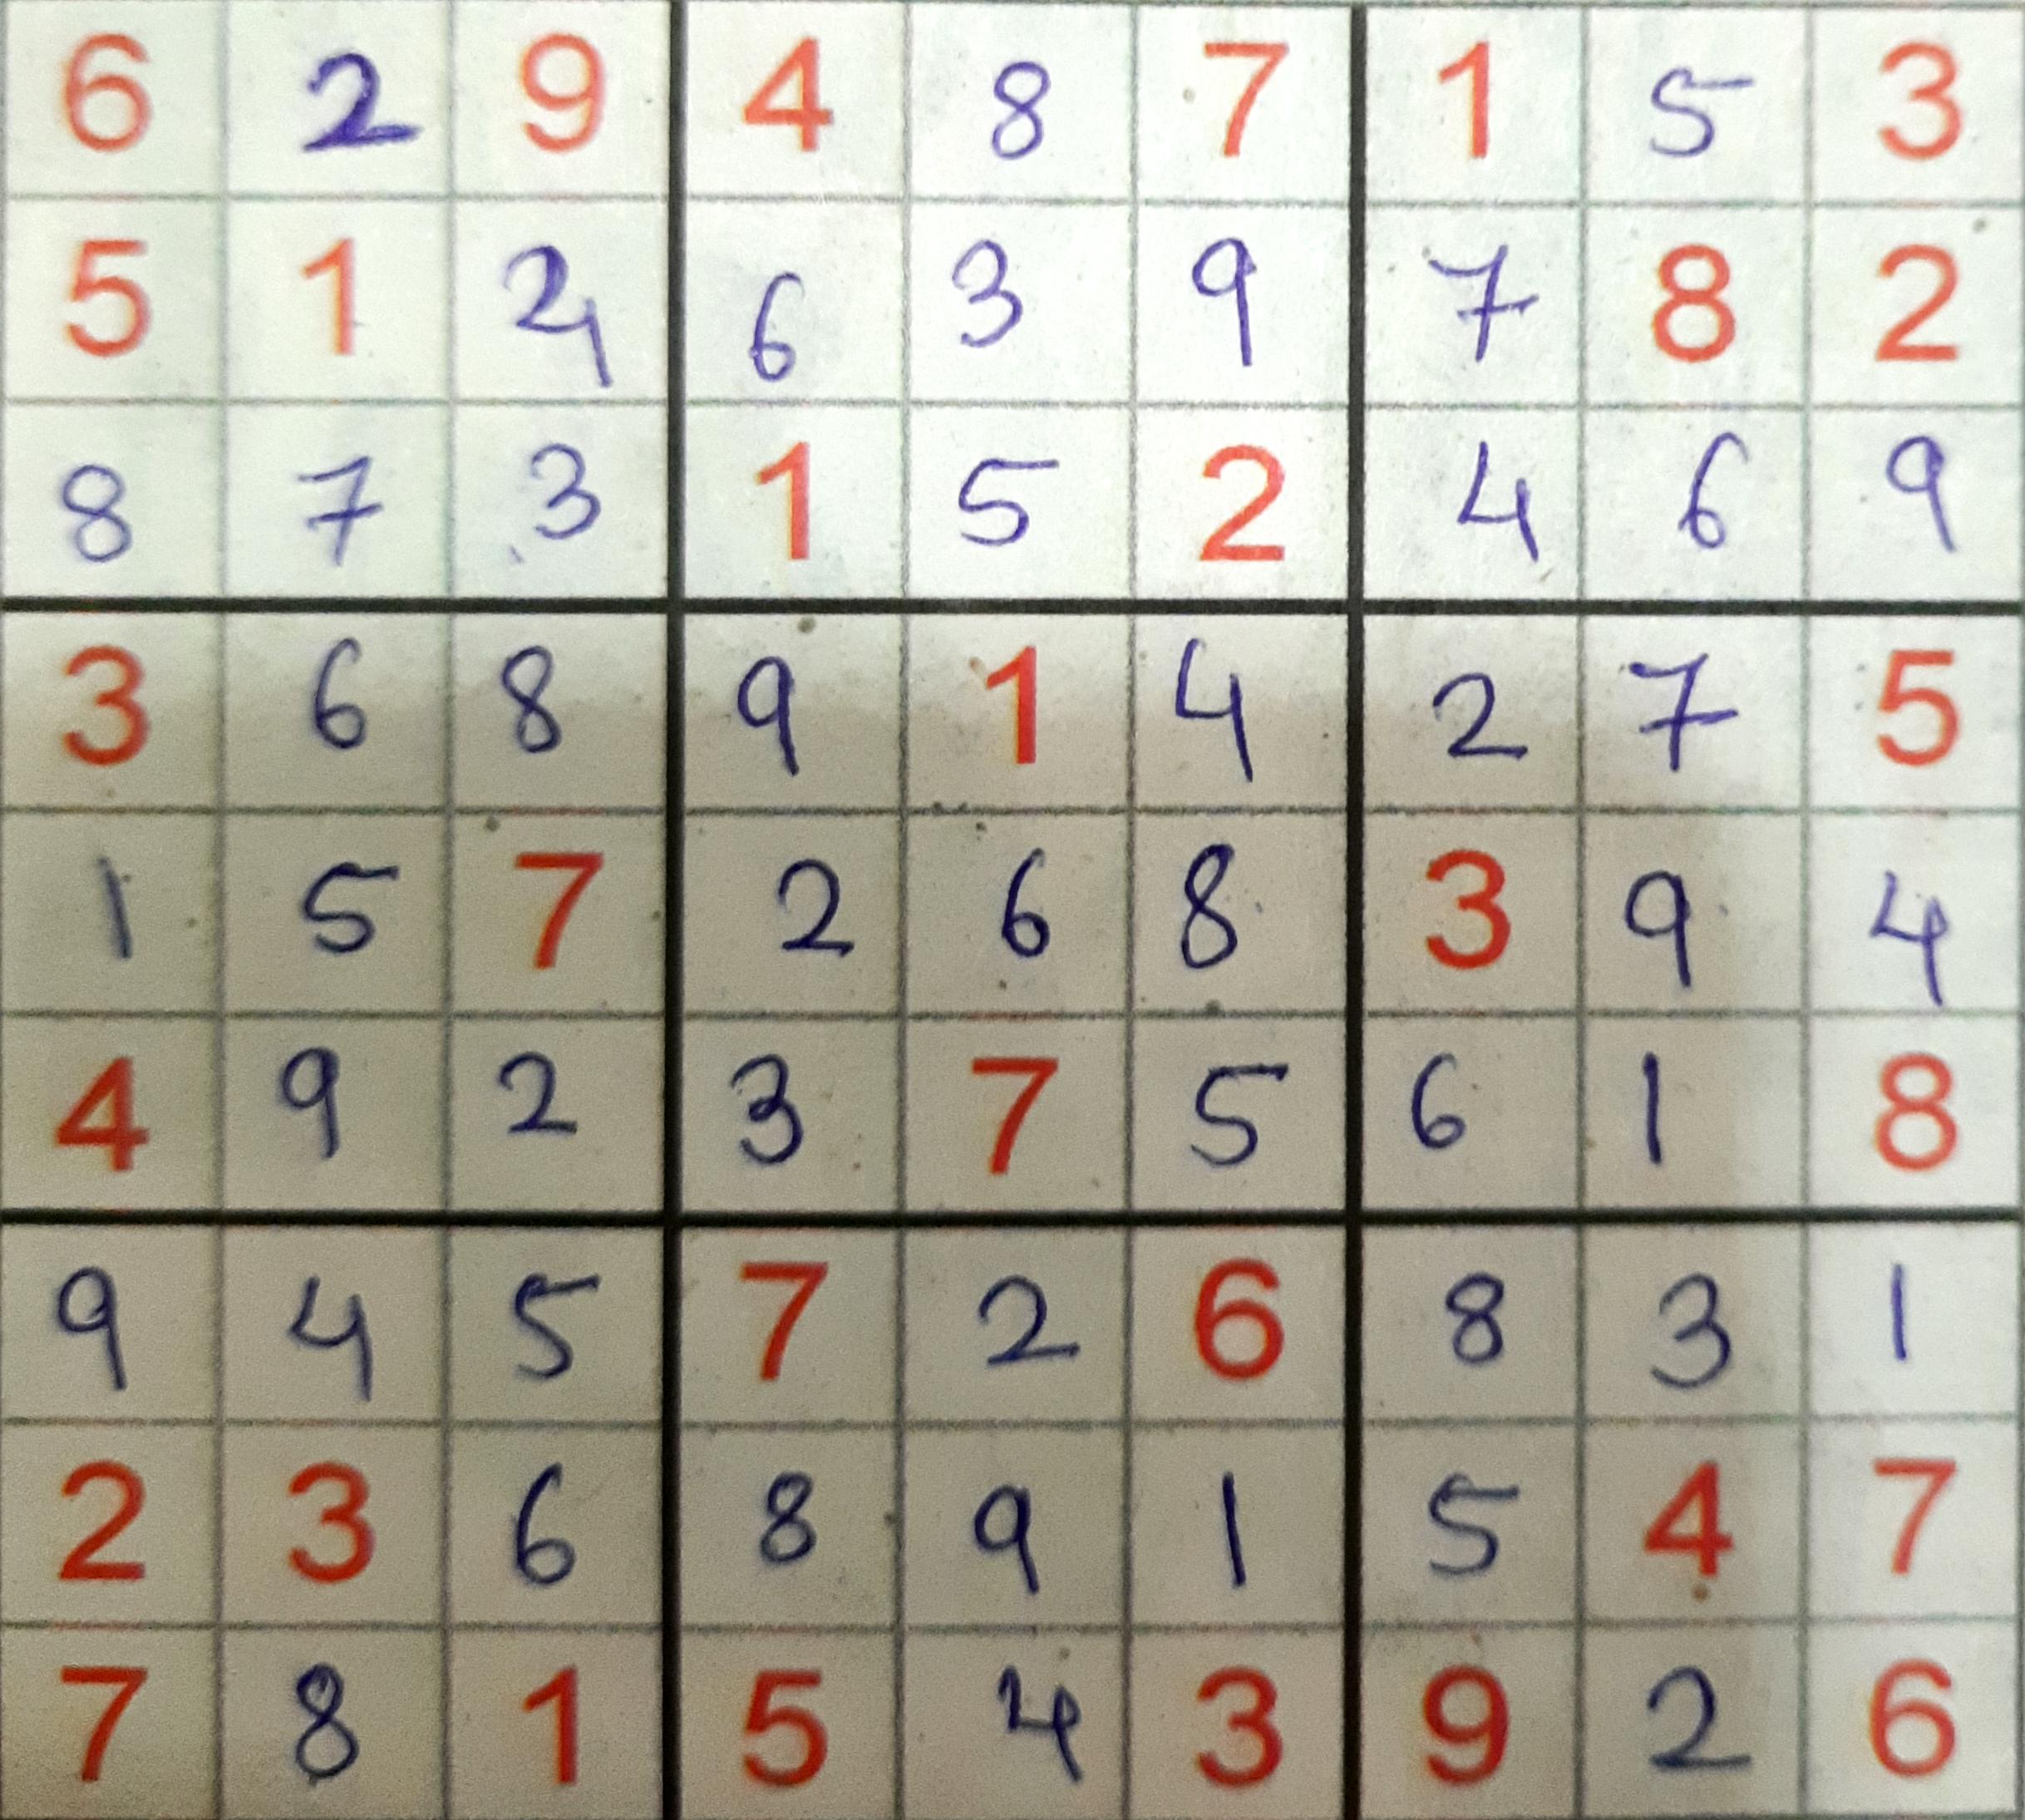 6 2 9 4 8 7 1 5 3
5 1 4 6 3 9 7 8 2
8 7 3 1 5 2 4 6 9
3 6 8 9 1 4 2 7 5
1 5 7 2 6 8 3 9 4
4 9 2 3 7 5 6 1 8
9 4 5 7 2 6 8 3 1
2 3 6 8 9 1 5 4 7
7 8 1 5 4 3 9 2 6